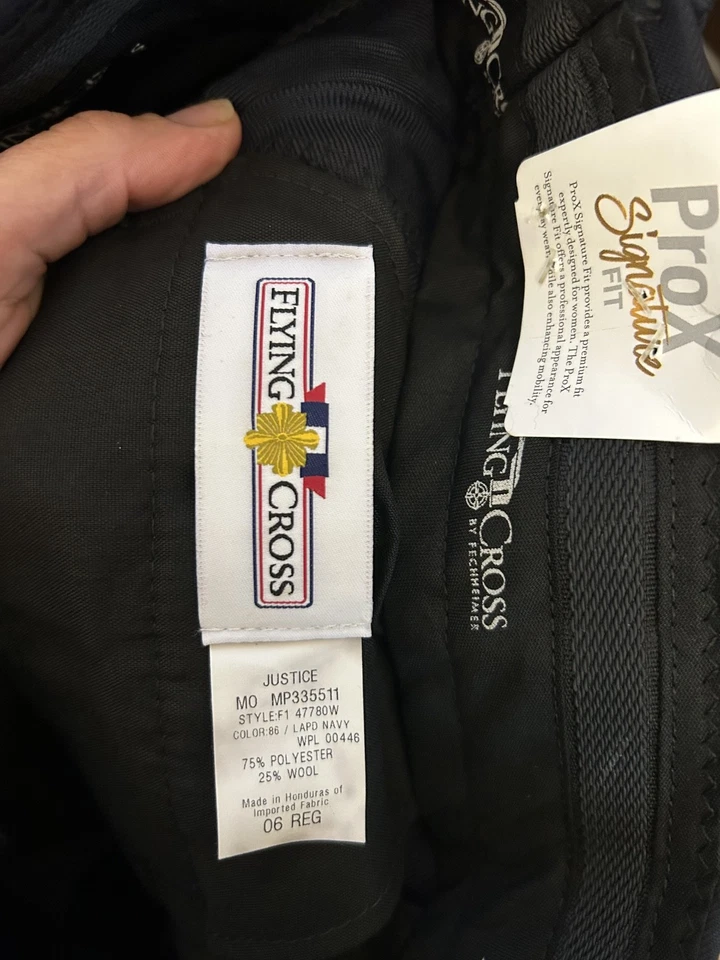 FLYING CROSS
JUSTICE
MO MP335511
STYLE:F1 47780W
COLOR:86 / LAPD NAVY
WPL 00446
75% POLYESTER
25% WOOL
Made in Honduras of
Imported Fabric
06 REG
ProX
Signature
FIT
ProX Signature Fit provides a premium fit
expertly designed for women. The ProX
Signature Fit offers a professional appearance for
everyday wear, while also enhancing mobility.
FLYING CROSS
BY FECHHEIMER